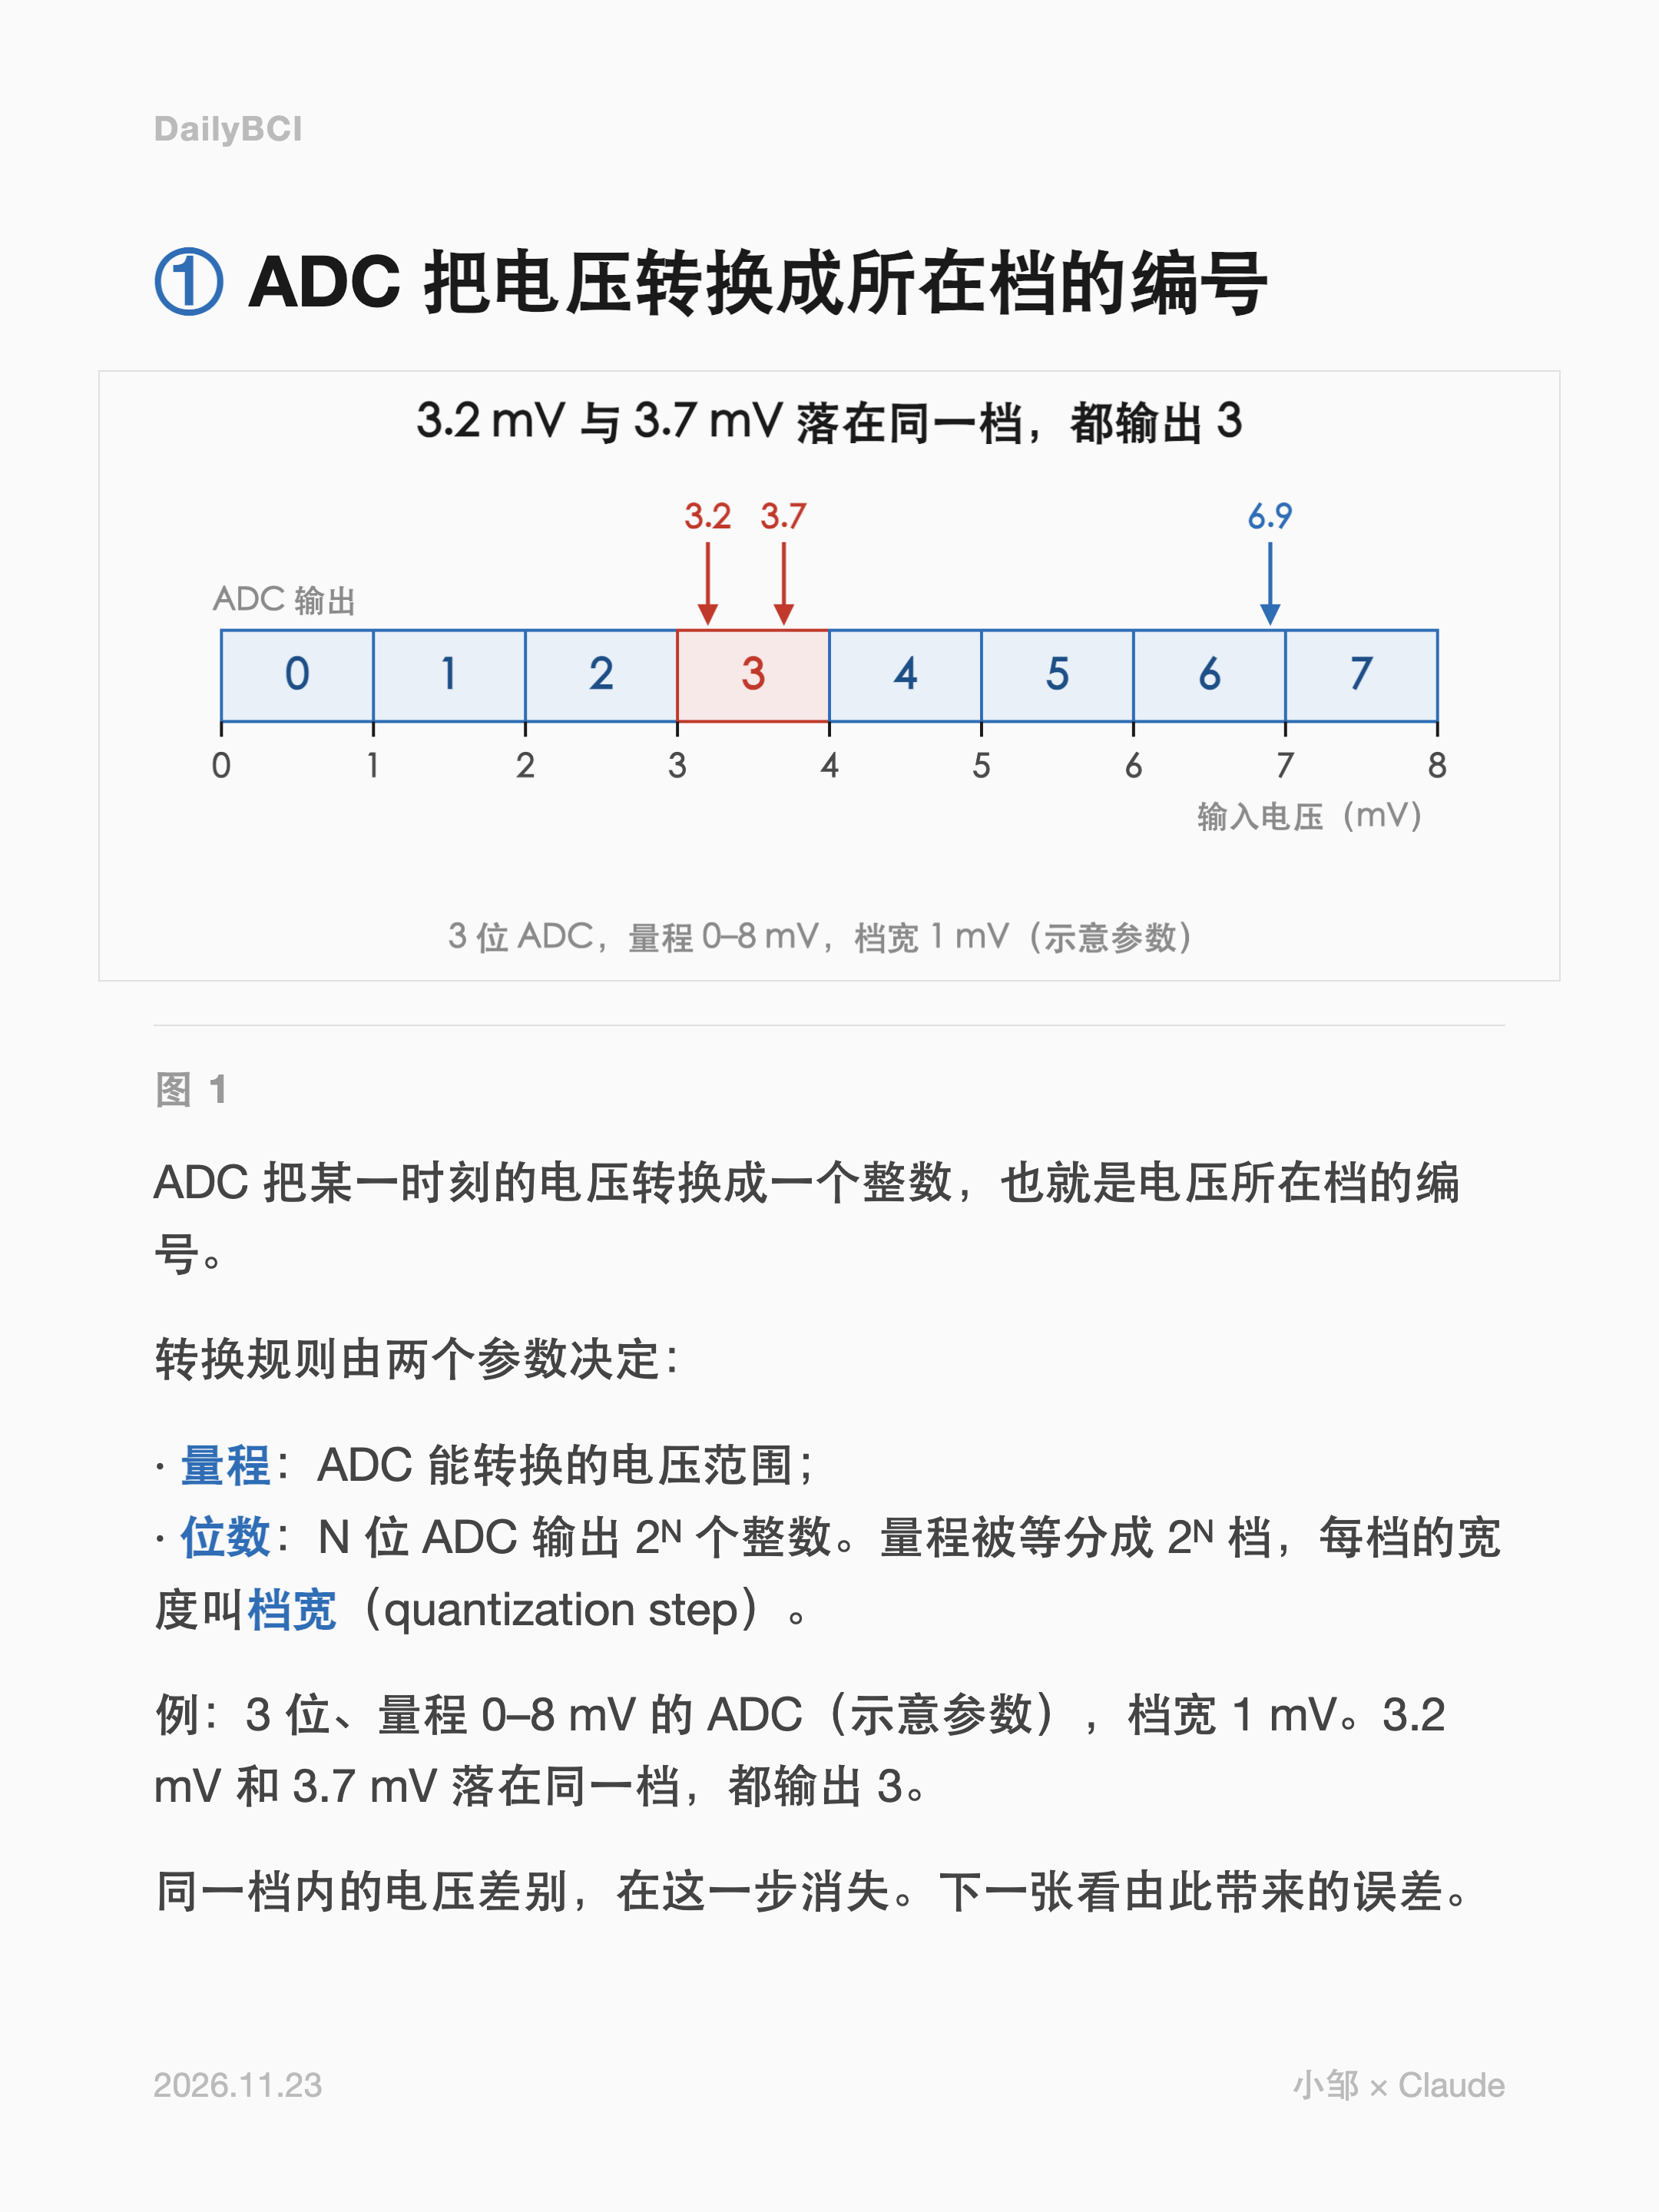 DailyBCI
① ADC 把电压转换成所在档的编号
3.2 mV 与 3.7 mV 落在同一档，都输出 3
3.2 3.7 6.9
ADC 输出
0 1 2 3 4 5 6 7
0 1 2 3 4 5 6 7 8
输入电压（mV）
3 位 ADC，量程 0–8 mV，档宽 1 mV（示意参数）
图 1
ADC 把某一时刻的电压转换成一个整数，也就是电压所在档的编
号。
转换规则由两个参数决定：
· 量程：ADC 能转换的电压范围；
· 位数：N 位 ADC 输出 2ᴺ 个整数。量程被等分成 2ᴺ 档，每档的宽
度叫档宽（quantization step）。
例：3 位、量程 0–8 mV 的 ADC（示意参数），档宽 1 mV。3.2
mV 和 3.7 mV 落在同一档，都输出 3。
同一档内的电压差别，在这一步消失。下一张看由此带来的误差。
2026.11.23
小邹 × Claude